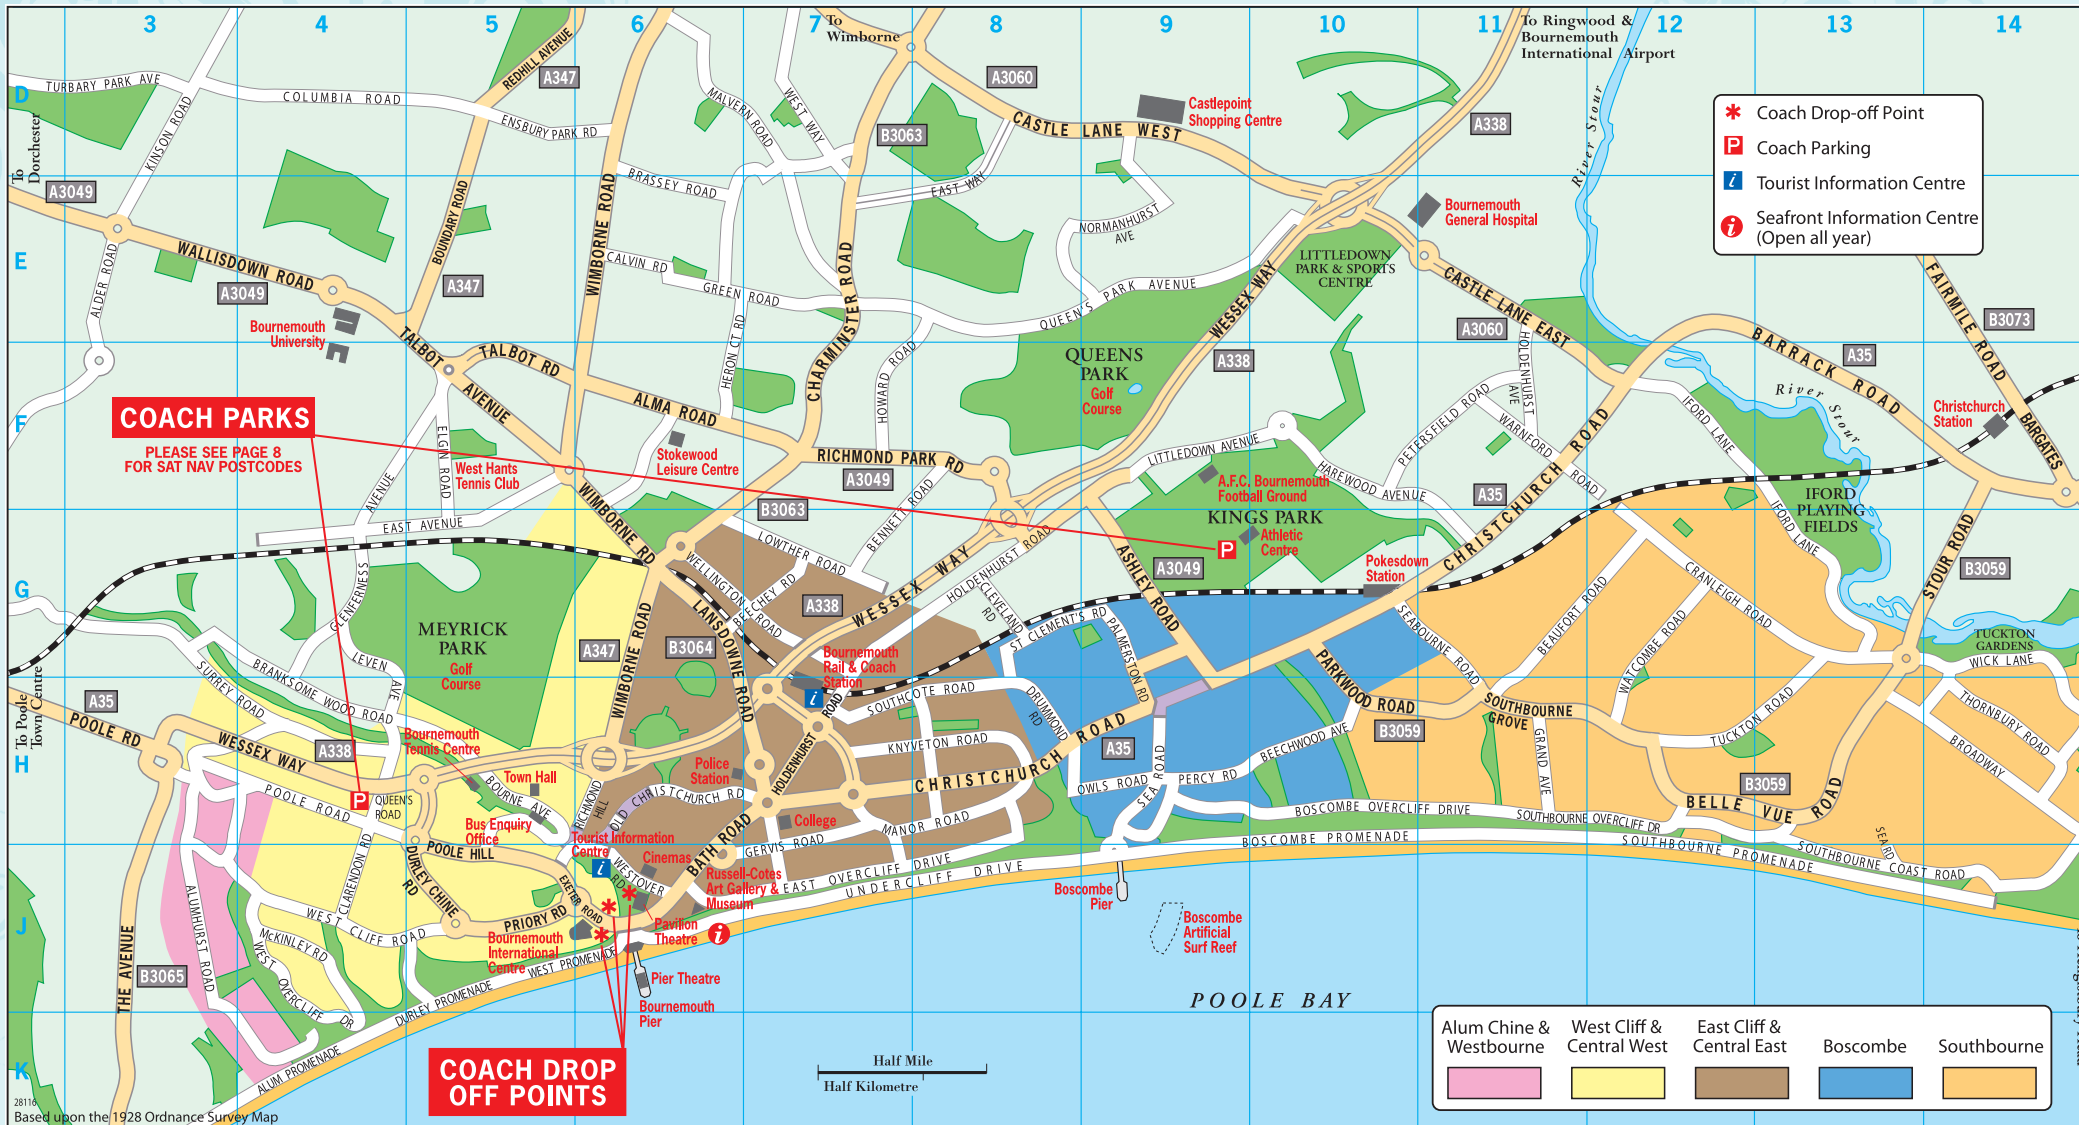 3 4 5 6 7 8 9 10 11 12 13 14
D
E
F
G
H
J
K
To
Wimborne
To Ringwood &
Bournemouth
International Airport
To
Dorchester
To Poole
Town Centre
TURBARY PARK AVE
COLUMBIA ROAD
KINSON ROAD
REDHILL AVENUE
A347
ENSBURY PARK RD
MALVERN ROAD
WEST WAY
B3063
A3060
CASTLE LANE WEST
Castlepoint
Shopping Centre
A338
River Stour
Coach Drop-off Point
P
Coach Parking
i
Tourist Information Centre
i
Seafront Information Centre
(Open all year)
A3049
WALLISDOWN ROAD
A3049
ALDER ROAD
BOUNDARY ROAD
A347
WIMBORNE ROAD
BRASSEY ROAD
EAST WAY
CALVIN RD
GREEN ROAD
CHARMINSTER ROAD
HERON CT RD
NORMANHURST
AVE
QUEEN'S PARK AVENUE
WESSEX WAY
LITTLEDOWN
PARK & SPORTS
CENTRE
Bournemouth
General Hospital
CASTLE LANE EAST
A3060
FAIRMILE ROAD
B3073
Bournemouth
University
TALBOT
AVENUE
TALBOT RD
ALMA ROAD
HOWARD ROAD
QUEENS
PARK
Golf
Course
A338
HOLDENHURST
AVE
BARRACK ROAD
A35
River Stour
IFORD LANE
Christchurch
Station
BARGATES
COACH PARKS
PLEASE SEE PAGE 8
FOR SAT NAV POSTCODES
ELGIN ROAD
West Hants
Tennis Club
Stokewood
Leisure Centre
RICHMOND PARK RD
A3049
LITTLEDOWN AVENUE
PETERSFIELD ROAD
WARNFORD
ROAD
HAREWOOD AVENUE
A.F.C. Bournemouth
Football Ground
KINGS PARK
P
Athletic
Centre
A35
CHRISTCHURCH ROAD
IFORD
PLAYING
FIELDS
IFORD LANE
AVENUE
EAST AVENUE
WIMBORNE RD
B3063
LOWTHER ROAD
BENNETT ROAD
WELLINGTON
ROAD
BEECHEY RD
A338
WESSEX WAY
HOLDENHURST ROAD
CLEVELAND
RD
ASHLEY ROAD
A3049
Pokesdown
Station
STOUR ROAD
B3059
GLENFERNESS
MEYRICK
PARK
Golf
Course
A347
B3064
LANSDOWNE ROAD
WIMBORNE ROAD
ST CLEMENT'S RD
PALMERSTON RD
SEABOURNE ROAD
BEAUFORT ROAD
CRANLEIGH ROAD
WATCOMBE ROAD
TUCKTON
GARDENS
WICK LANE
BRANKSOME WOOD ROAD
LEVEN
AVE
SURREY ROAD
Bournemouth
Rail & Coach
Station
i
SOUTHCOTE ROAD
DRUMMOND
RD
PARKWOOD ROAD
B3059
SOUTHBOURNE
GROVE
TUCKTON ROAD
THORNBURY ROAD
BROADWAY
A35
POOLE RD
WESSEX WAY
A338
Bournemouth
Tennis Centre
Town Hall
BOURNE AVE
RICHMOND
HILL
Police
Station
HOLDENHURST
ROAD
KNYVETON ROAD
CHRISTCHURCH ROAD
A35
OWLS ROAD
PERCY RD
SEA ROAD
BEECHWOOD AVE
GRAND AVE
B3059
POOLE ROAD
P
QUEEN'S
ROAD
Bus Enquiry
Office
OLD CHRISTCHURCH RD
College
MANOR ROAD
BOSCOMBE OVERCLIFF DRIVE
SOUTHBOURNE OVERCLIFF DR
BELLE VUE ROAD
POOLE HILL
Tourist Information
Centre
i
Cinemas
BATH ROAD
GERVIS ROAD
BOSCOMBE PROMENADE
SOUTHBOURNE PROMENADE
SEA RD
SOUTHBOURNE COAST ROAD
ALUMHURST ROAD
CLARENDON RD
DURLEY CHINE
RD
EXETER ROAD
WESTOVER
RD
Russell-Cotes
Art Gallery &
Museum
EAST OVERCLIFF DRIVE
UNDERCLIFF DRIVE
Boscombe
Pier
Boscombe
Artificial
Surf Reef
WEST CLIFF ROAD
PRIORY RD
McKINLEY RD
WEST
OVERCLIFF
DR
Bournemouth
International
Centre
Pavilion
Theatre
i
WEST PROMENADE
Pier Theatre
Bournemouth
Pier
THE AVENUE
B3065
DURLEY PROMENADE
ALUM PROMENADE
POOLE BAY
COACH DROP
OFF POINTS
Half Mile
Half Kilometre
Alum Chine &
Westbourne
West Cliff &
Central West
East Cliff &
Central East
Boscombe
Southbourne
28116
Based upon the 1928 Ordnance Survey Map